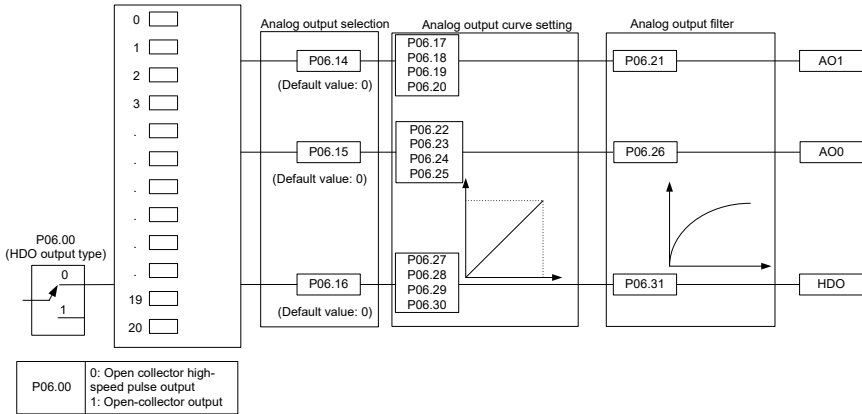 Analog output selection
Analog output curve setting
Analog output filter
0
1
2
3
.
.
.
.
.
.
19
20
P06.14
(Default value: 0)
P06.17
P06.18
P06.19
P06.20
P06.21
AO1
P06.15
(Default value: 0)
P06.22
P06.23
P06.24
P06.25
P06.26
AO0
P06.00
(HDO output type)
0
1
P06.16
(Default value: 0)
P06.27
P06.28
P06.29
P06.30
P06.31
HDO
P06.00
0: Open collector high-
speed pulse output
1: Open-collector output